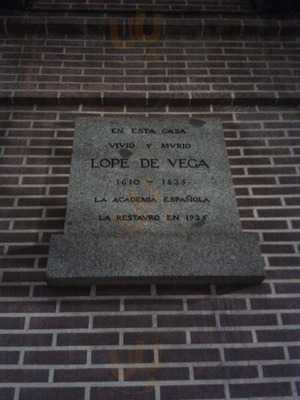 EN ESTA CASA
VIVIO Y MVRIO
LOPE DE VEGA
1610 - 1635
LA ACADEMIA ESPAÑOLA
LA RESTAVRO EN 1935